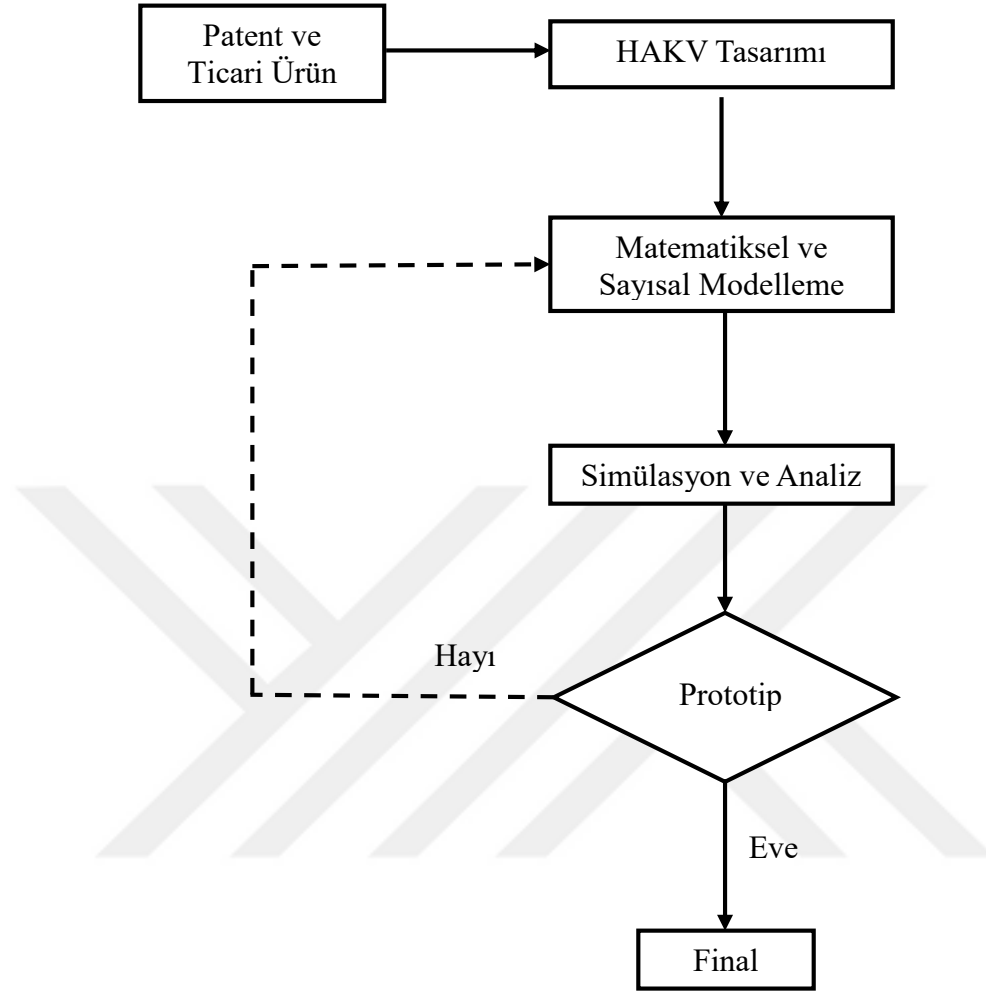 Patent ve
Ticari Ürün
HAKV Tasarımı
Matematiksel ve
Sayısal Modelleme
Simülasyon ve Analiz
Hayı
Prototip
Eve
Final